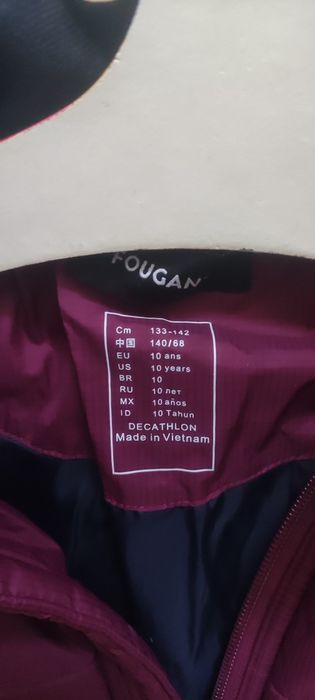 FOUGAN
Cm 133-142
中国 140/68
EU 10 ans
US 10 years
BR 10
RU 10 лет
MX 10 años
ID 10 Tahun
DECATHLON
Made in Vietnam